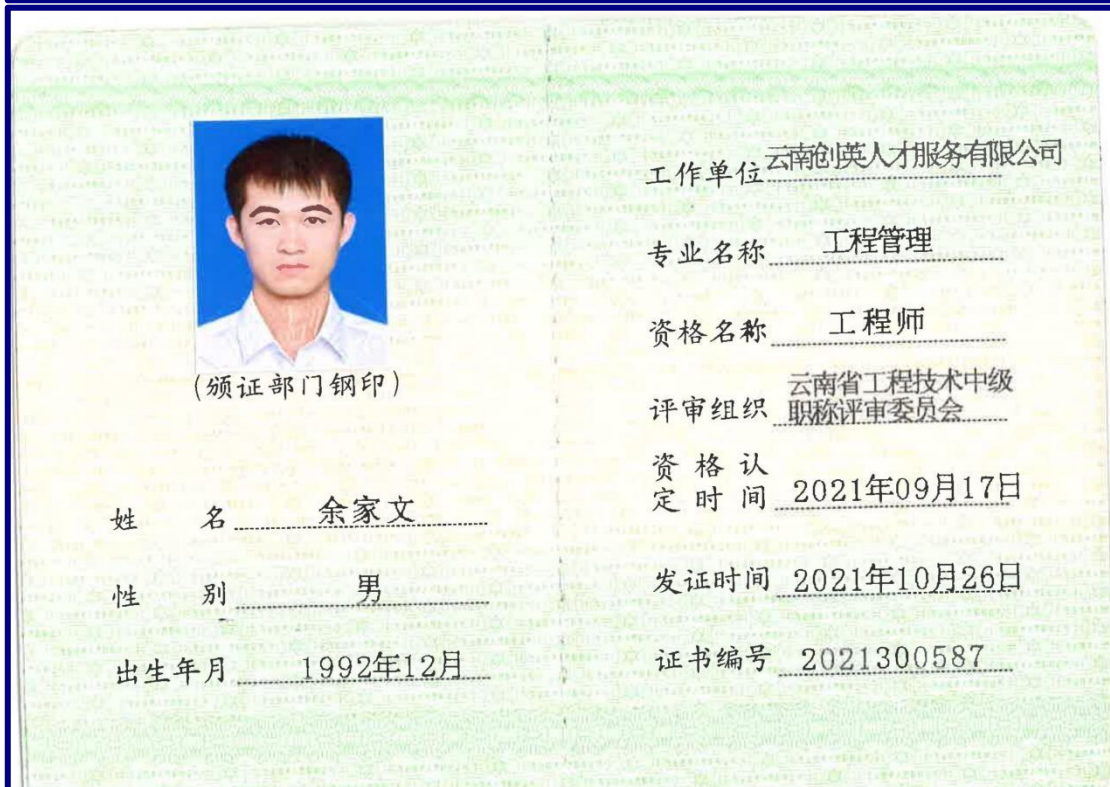 (颁证部门钢印)
姓 名 余家文
性 别 男
出生年月 1992年12月
工作单位 云南创英人才服务有限公司
专业名称 工程管理
资格名称 工程师
评审组织 云南省工程技术中级
职称评审委员会
资格认
定时间 2021年09月17日
发证时间 2021年10月26日
证书编号 2021300587